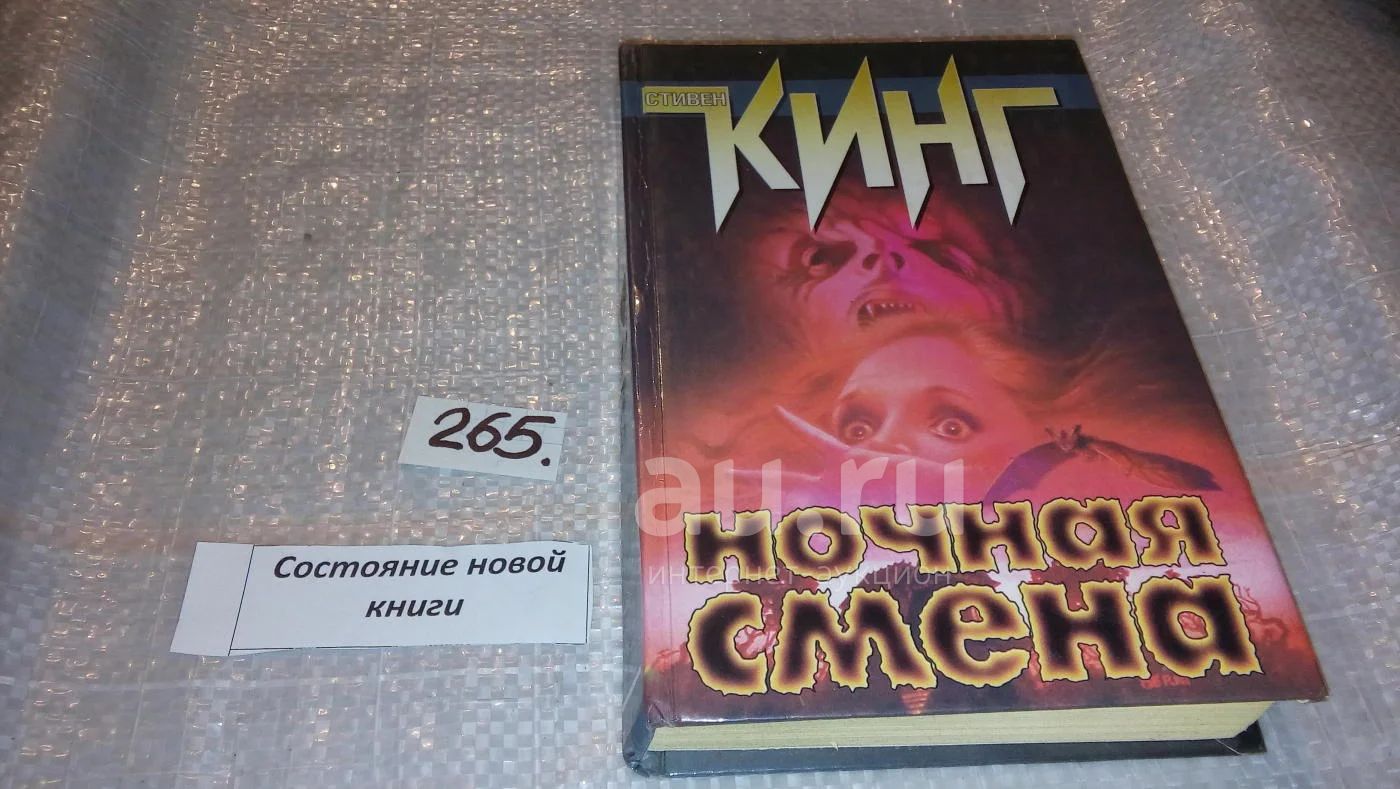 СТИВЕН
КИНГ
265.
au.ru
НОЧНАЯ
интернет аукцион
СМЕНА
Состояние новой
книги